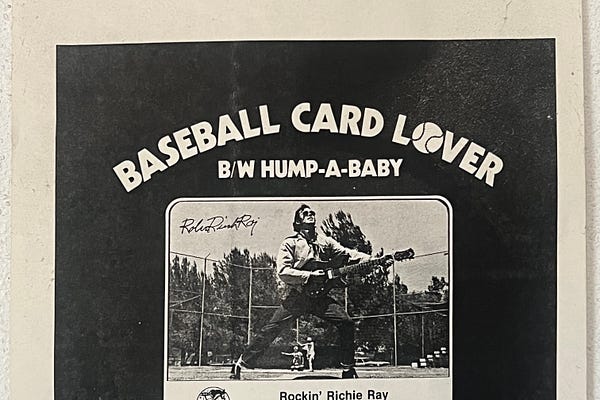 BASEBALL CARD LOVER
B/W HUMP-A-BABY
Rockin' Richie Ray